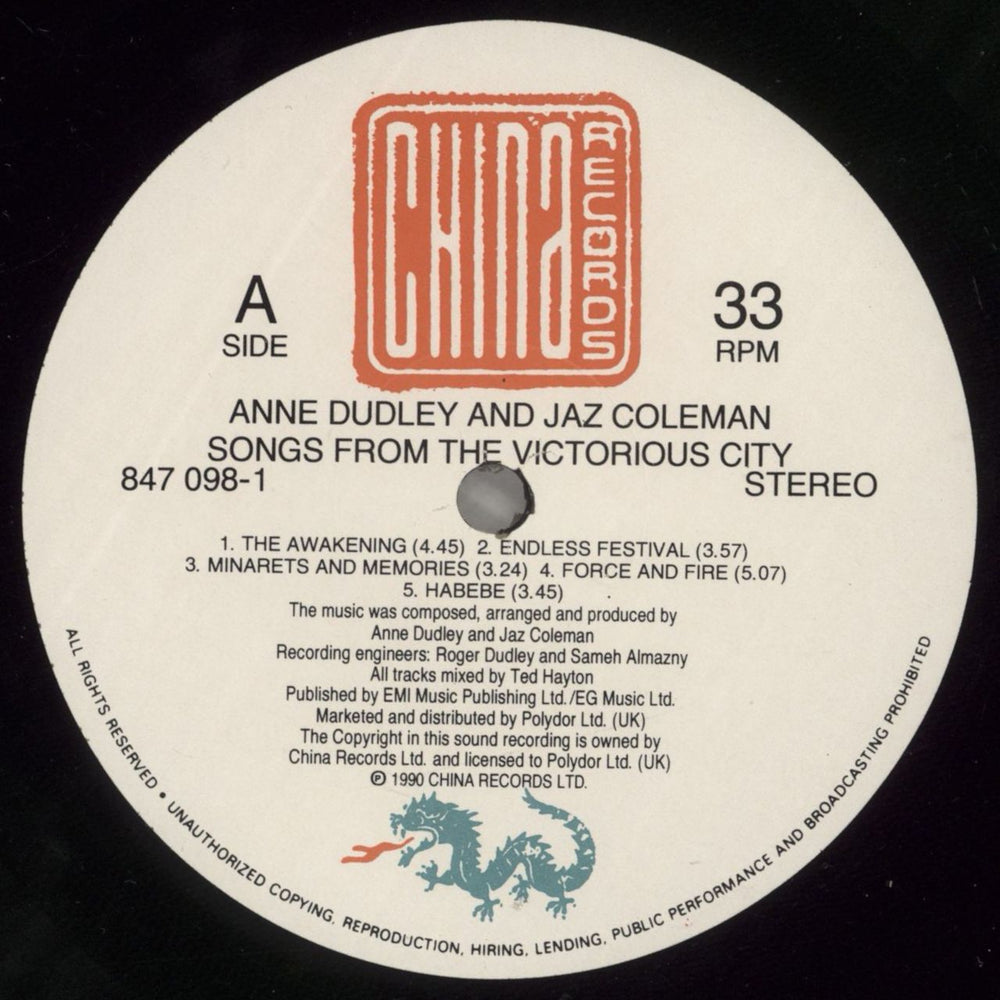 CHINA
RECORDS
A
SIDE
33
RPM
ANNE DUDLEY AND JAZ COLEMAN
SONGS FROM THE VICTORIOUS CITY
847 098-1
STEREO
1. THE AWAKENING (4.45) 2. ENDLESS FESTIVAL (3.57)
3. MINARETS AND MEMORIES (3.24) 4. FORCE AND FIRE (5.07)
5. HABEBE (3.45)
The music was composed, arranged and produced by
Anne Dudley and Jaz Coleman
Recording engineers: Roger Dudley and Sameh Almazny
All tracks mixed by Ted Hayton
Published by EMI Music Publishing Ltd./EG Music Ltd.
Marketed and distributed by Polydor Ltd. (UK)
The Copyright in this sound recording is owned by
China Records Ltd. and licensed to Polydor Ltd. (UK)
℗ 1990 CHINA RECORDS LTD.
ALL RIGHTS RESERVED • UNAUTHORIZED COPYING, REPRODUCTION, HIRING, LENDING, PUBLIC PERFORMANCE AND BROADCASTING PROHIBITED